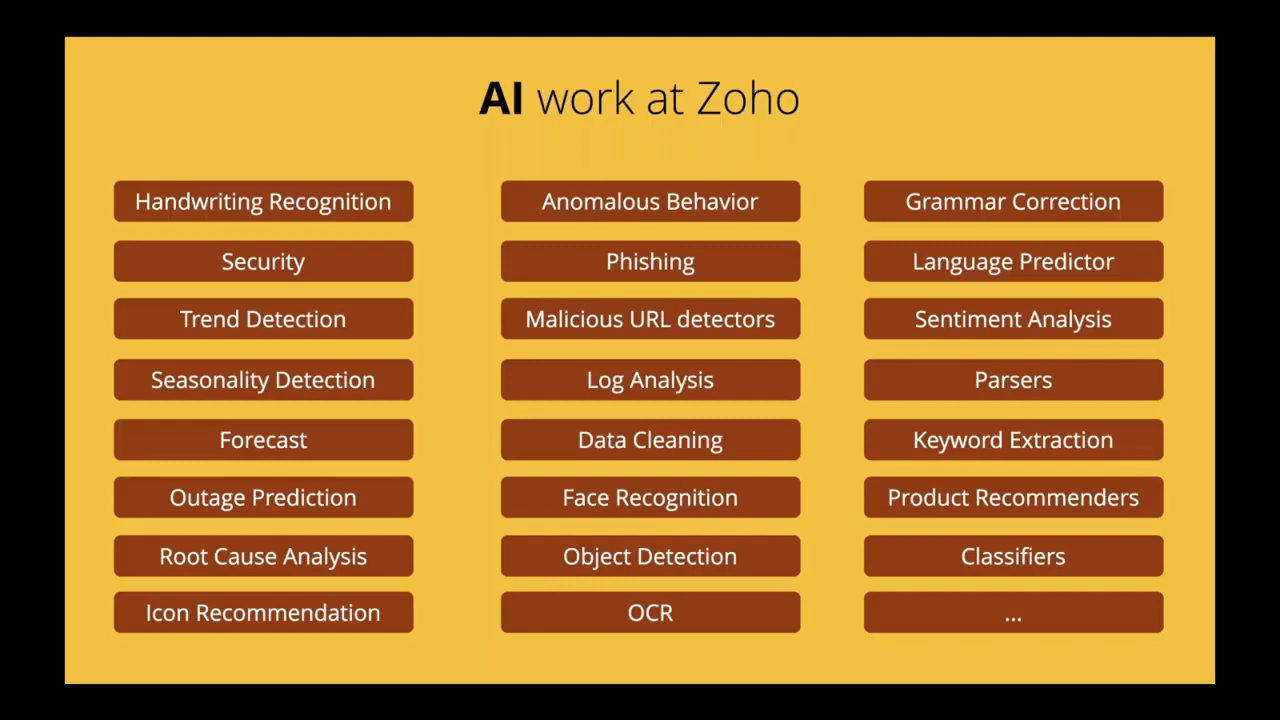 AI work at Zoho
Handwriting Recognition
Security
Trend Detection
Seasonality Detection
Forecast
Outage Prediction
Root Cause Analysis
Icon Recommendation
Anomalous Behavior
Phishing
Malicious URL detectors
Log Analysis
Data Cleaning
Face Recognition
Object Detection
OCR
Grammar Correction
Language Predictor
Sentiment Analysis
Parsers
Keyword Extraction
Product Recommenders
Classifiers
...